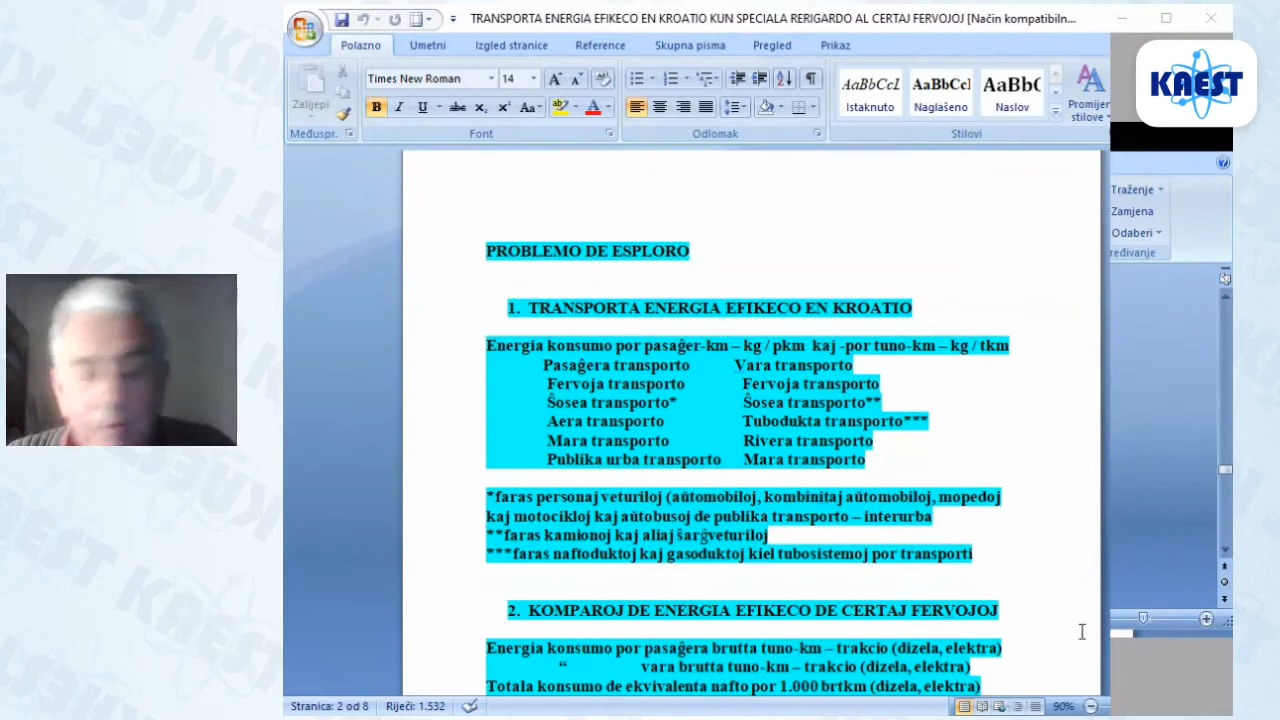 TRANSPORTA ENERGIA EFIKECO EN KROATIO KUN SPECIALA RERIGARDO AL CERTAJ FERVOJOJ [Način kompatibiln...
Polazno Umetni Izgled stranice Reference Skupna pisma Pregled Prikaz
Zalijepi
Times New Roman 14
AaBbCcI AaBbCcI AaBbC
Istaknuto Naglašeno Naslov
Promijeni stilove
Međuspr. Font Odlomak Stilovi
KAEST
Traženje
Zamjena
Odaberi
ređivanje
PROBLEMO DE ESPLORO
1. TRANSPORTA ENERGIA EFIKECO EN KROATIO
Energia konsumo por pasaĝer-km – kg / pkm kaj -por tuno-km – kg / tkm
Pasaĝera transporto Vara transporto
Fervoja transporto Fervoja transporto
Ŝosea transporto* Ŝosea transporto**
Aera transporto Tubodukta transporto***
Mara transporto Rivera transporto
Publika urba transporto Mara transporto
*faras personaj veturiloj (aŭtomobiloj, kombinitaj aŭtomobiloj, mopedoj
kaj motocikloj kaj aŭtobusoj de publika transporto – interurba
**faras kamionoj kaj aliaj ŝarĝveturiloj
***faras naftoduktoj kaj gasoduktoj kiel tubosistemoj por transporti
2. KOMPAROJ DE ENERGIA EFIKECO DE CERTAJ FERVOJOJ
Energia konsumo por pasaĝera brutta tuno-km – trakcio (dizela, elektra)
“ vara brutta tuno-km – trakcio (dizela, elektra)
Totala konsumo de ekvivalenta nafto por 1.000 brtkm (dizela, elektra)
Stranica: 2 od 8 Riječi: 1.532 90%